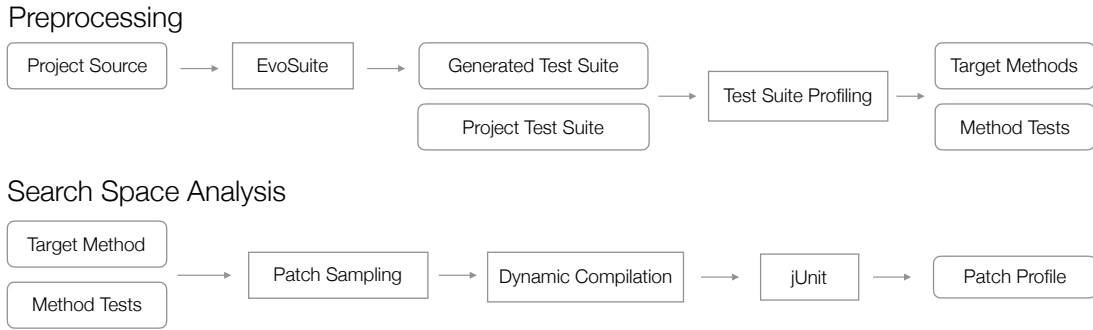 Preprocessing
Project Source
EvoSuite
Generated Test Suite
Project Test Suite
Test Suite Profiling
Target Methods
Method Tests
Search Space Analysis
Target Method
Method Tests
Patch Sampling
Dynamic Compilation
jUnit
Patch Profile